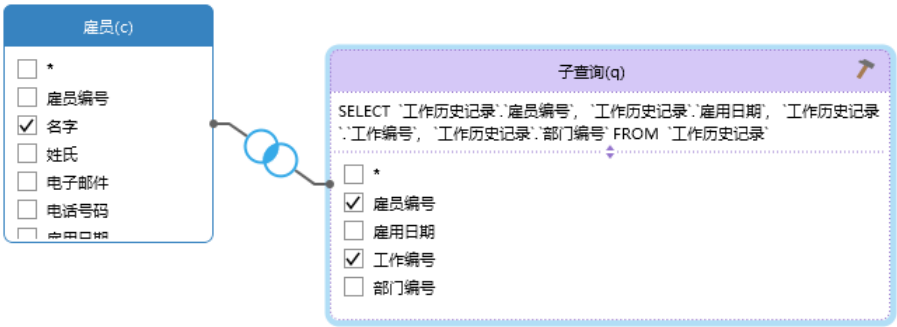 雇员(c)
*
雇员编号
名字
姓氏
电子邮件
电话号码
雇用日期
子查询(q)
SELECT `工作历史记录`.`雇员编号`, `工作历史记录`.`雇用日期`, `工作历史记录
`.`工作编号`, `工作历史记录`.`部门编号` FROM `工作历史记录`
*
雇员编号
雇用日期
工作编号
部门编号